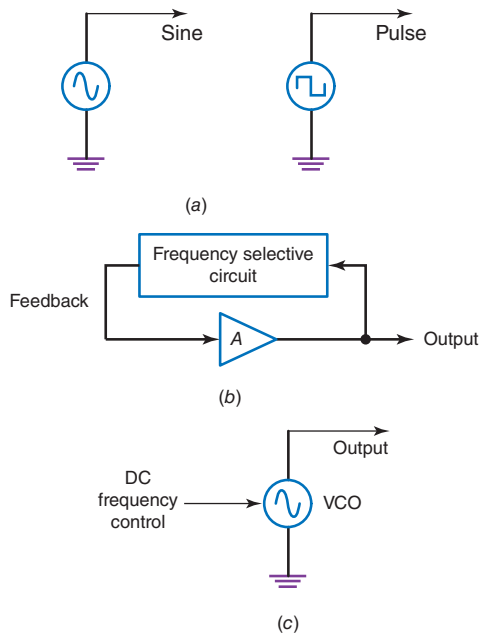 Sine
Pulse
(a)
Frequency selective
circuit
Feedback
A
Output
(b)
Output
DC
frequency
control
VCO
(c)